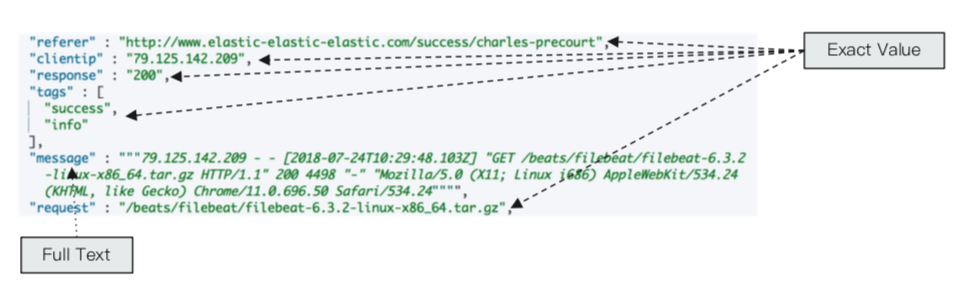 "referer" : "http://www.elastic-elastic-elastic.com/success/charles-precourt",
"clientip" : "79.125.142.209",
"response" : "200",
"tags" : [
"success",
"info"
],
"message" : """79.125.142.209 - - [2018-07-24T10:29:48.103Z] "GET /beats/filebeat/filebeat-6.3.2
-linux-x86_64.tar.gz HTTP/1.1" 200 4498 "-" "Mozilla/5.0 (X11; Linux i686) AppleWebKit/534.24
(KHTML, like Gecko) Chrome/11.0.696.50 Safari/534.24"""",
"request" : "/beats/filebeat/filebeat-6.3.2-linux-x86_64.tar.gz",
Exact Value
Full Text